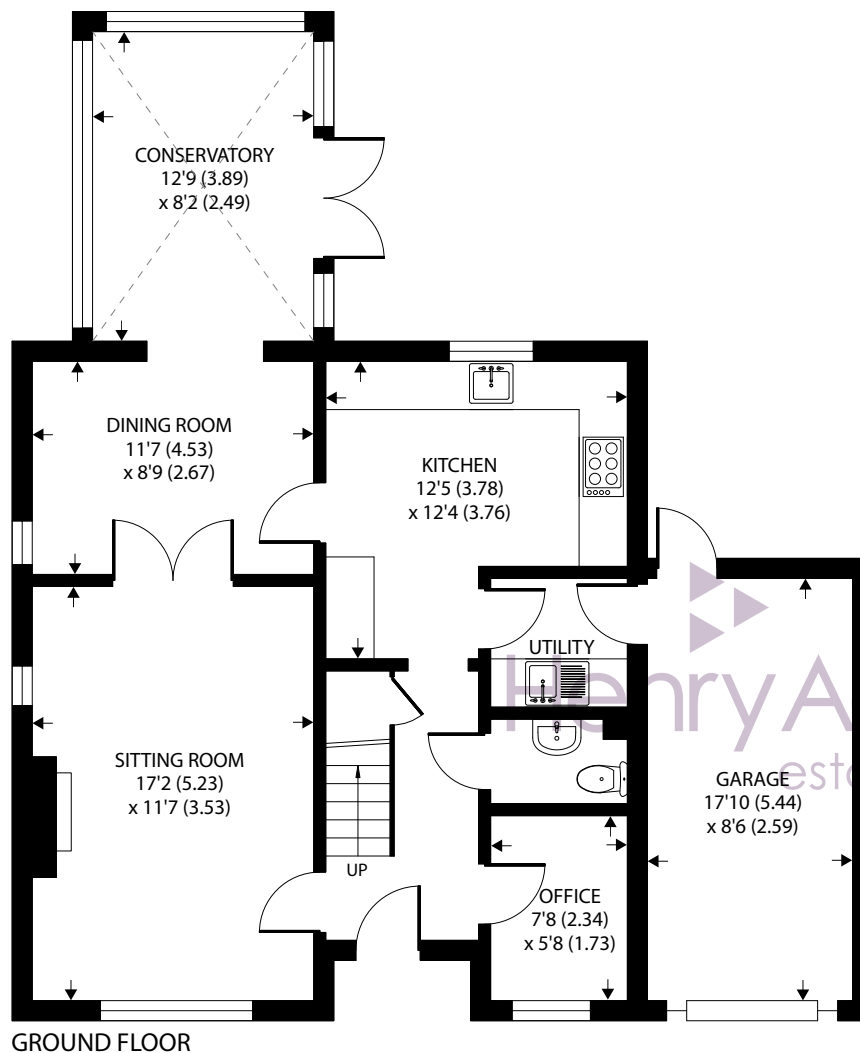 CONSERVATORY
12'9 (3.89)
x 8'2 (2.49)
DINING ROOM
11'7 (4.53)
x 8'9 (2.67)
KITCHEN
12'5 (3.78)
x 12'4 (3.76)
UTILITY
Henry A
este
SITTING ROOM
17'2 (5.23)
x 11'7 (3.53)
GARAGE
17'10 (5.44)
x 8'6 (2.59)
UP
OFFICE
7'8 (2.34)
x 5'8 (1.73)
GROUND FLOOR